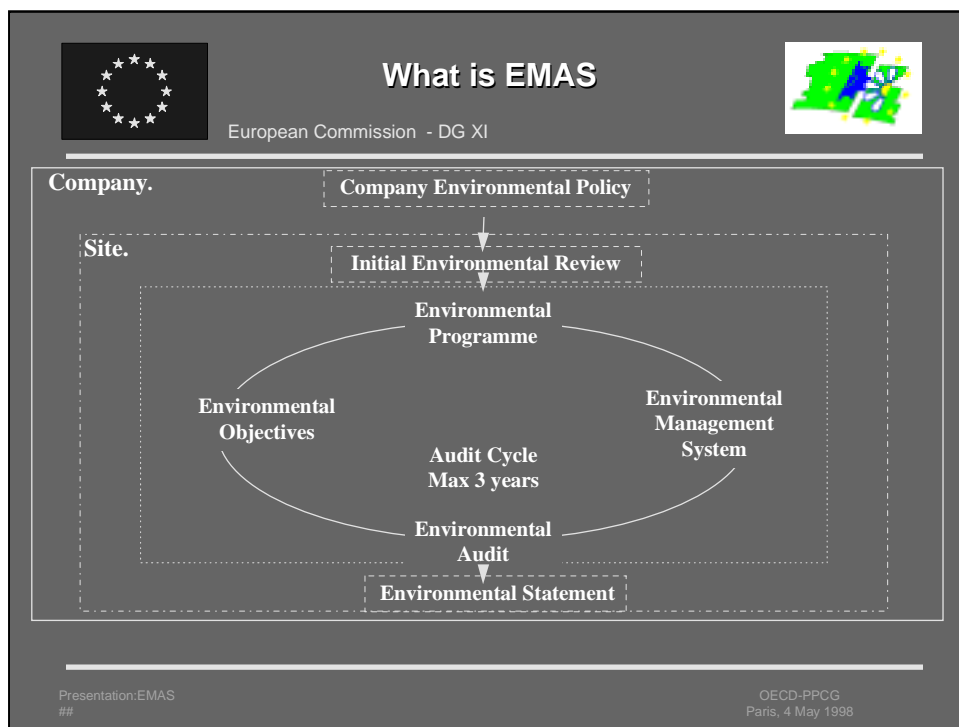 What is EMAS
European Commission - DG XI
Company.
Company Environmental Policy
Site.
Initial Environmental Review
Environmental
Programme
Environmental
Objectives
Environmental
Management
System
Audit Cycle
Max 3 years
Environmental
Audit
Environmental Statement
Presentation:EMAS
##
OECD-PPCG
Paris, 4 May 1998